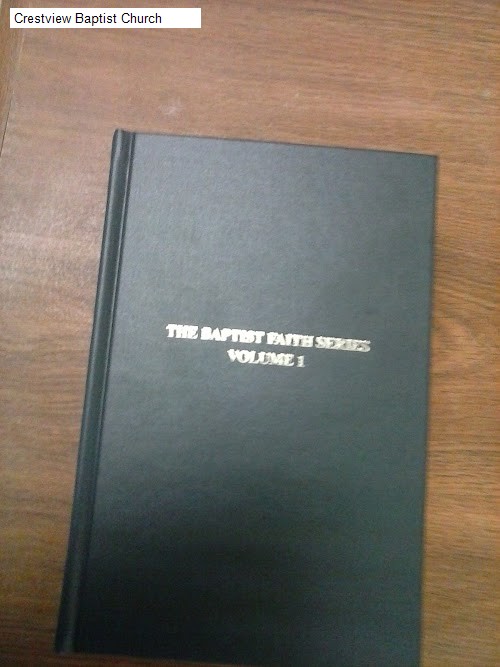 Crestview Baptist Church
THE BAPTIST FAITH SERIES
VOLUME 1